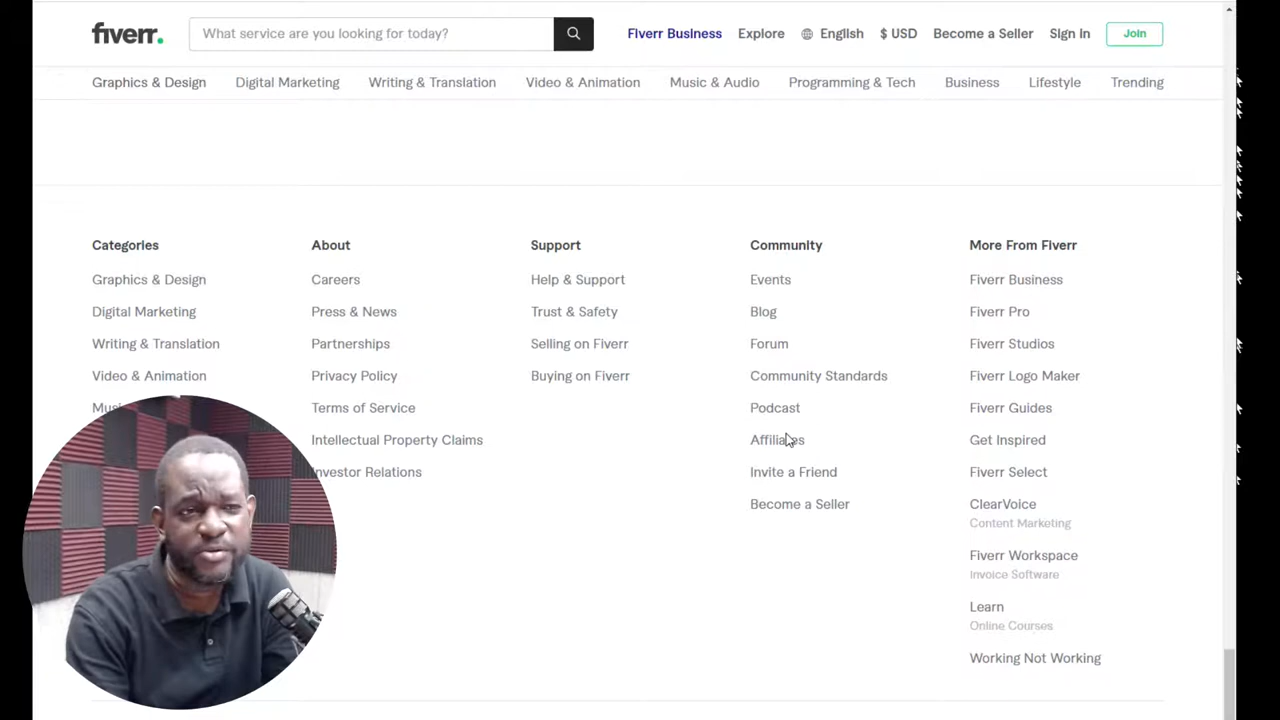 fiverr.
What service are you looking for today?
Fiverr Business
Explore
English
$ USD
Become a Seller
Sign In
Join
Graphics & Design
Digital Marketing
Writing & Translation
Video & Animation
Music & Audio
Programming & Tech
Business
Lifestyle
Trending
Categories
Graphics & Design
Digital Marketing
Writing & Translation
Video & Animation
About
Careers
Press & News
Partnerships
Privacy Policy
Terms of Service
Intellectual Property Claims
Investor Relations
Support
Help & Support
Trust & Safety
Selling on Fiverr
Buying on Fiverr
Community
Events
Blog
Forum
Community Standards
Podcast
Affiliates
Invite a Friend
Become a Seller
More From Fiverr
Fiverr Business
Fiverr Pro
Fiverr Studios
Fiverr Logo Maker
Fiverr Guides
Get Inspired
Fiverr Select
ClearVoice
Content Marketing
Fiverr Workspace
Invoice Software
Learn
Online Courses
Working Not Working